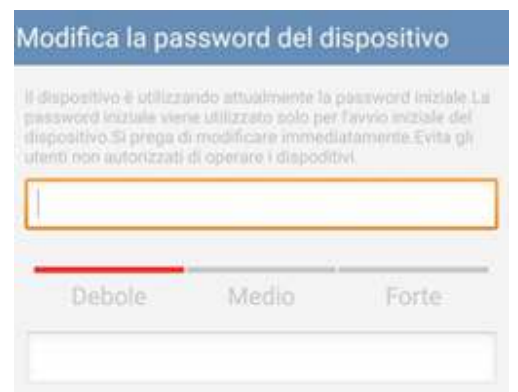 Modifica la password del dispositivo
Il dispositivo è utilizzando attualmente la password iniziale.La
password iniziale viene utilizzato solo per l'avvio iniziale del
dispositivo.Si prega di modificare immediatamente.Evita gli
utenti non autorizzati di operare i dispoditivi.
Debole Medio Forte